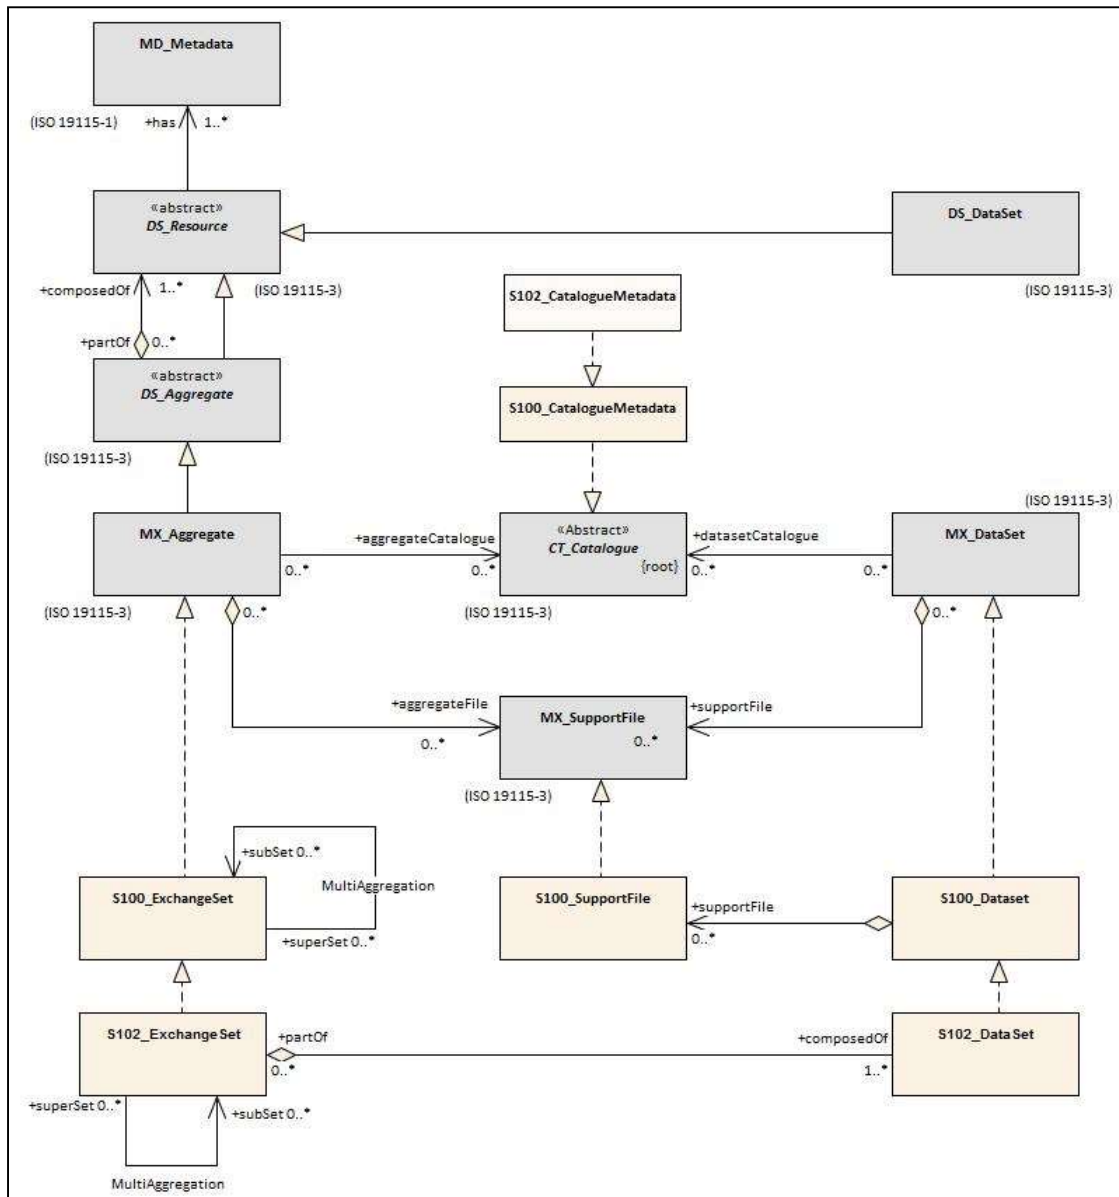 MD_Metadata
(ISO 19115-1)
+has
1..*
«abstract»
DS_Resource
DS_DataSet
+composedOf
1..*
(ISO 19115-3)
(ISO 19115-3)
S102_CatalogueMetadata
+partOf
0..*
«abstract»
DS_Aggregate
S100_CatalogueMetadata
(ISO 19115-3)
(ISO 19115-3)
MX_Aggregate
«Abstract»
CT_Catalogue
{root}
MX_DataSet
+aggregateCatalogue
+datasetCatalogue
0..*
0..*
0..*
0..*
(ISO 19115-3)
0..*
(ISO 19115-3)
0..*
+aggregateFile
MX_SupportFile
+supportFile
0..*
0..*
(ISO 19115-3)
+subSet 0..*
MultiAggregation
S100_ExchangeSet
S100_SupportFile
+supportFile
S100_Dataset
+superSet 0..*
0..*
S102_ExchangeSet
+partOf
+composedOf
S102_DataSet
0..*
1..*
+superSet 0..*
+subSet 0..*
MultiAggregation